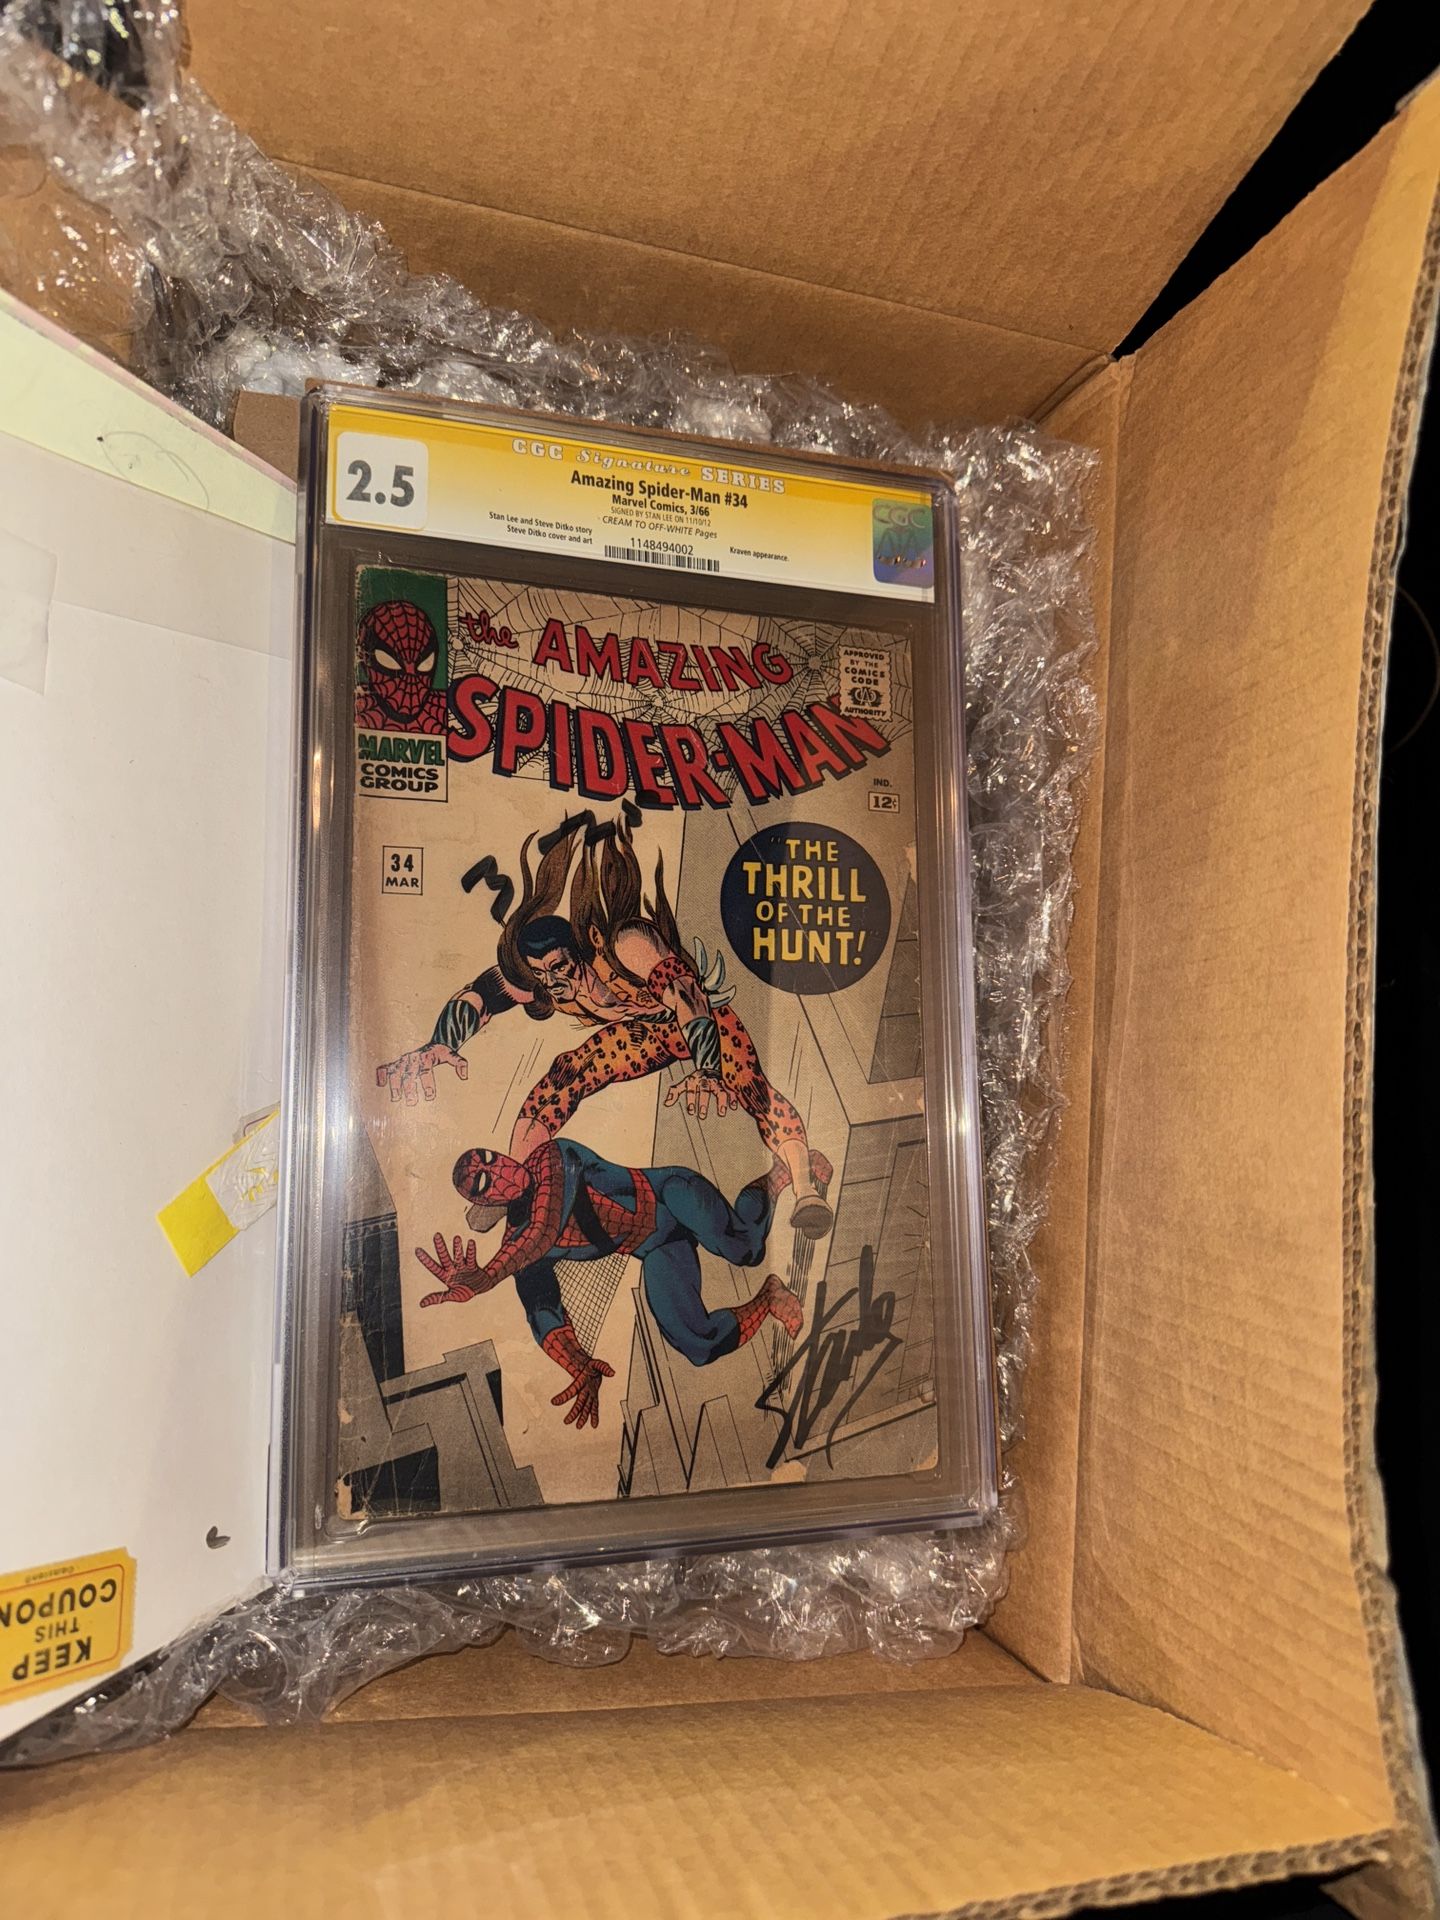 CGC Signature SERIES
2.5
Amazing Spider-Man #34
Marvel Comics, 3/66
SIGNED BY STAN LEE ON 11/10/12
CREAM TO OFF-WHITE Pages
Stan Lee and Steve Ditko story
Steve Ditko cover and art
1148494002
Kraven appearance.
CGC
the AMAZING
SPIDER-MAN
APPROVED
BY THE
COMICS
CODE
AUTHORITY
MARVEL
COMICS
GROUP
IND.
12¢
34
MAR
"THE
THRILL
OF THE
HUNT!"
Stan Lee
KEEP
THIS
COUPON